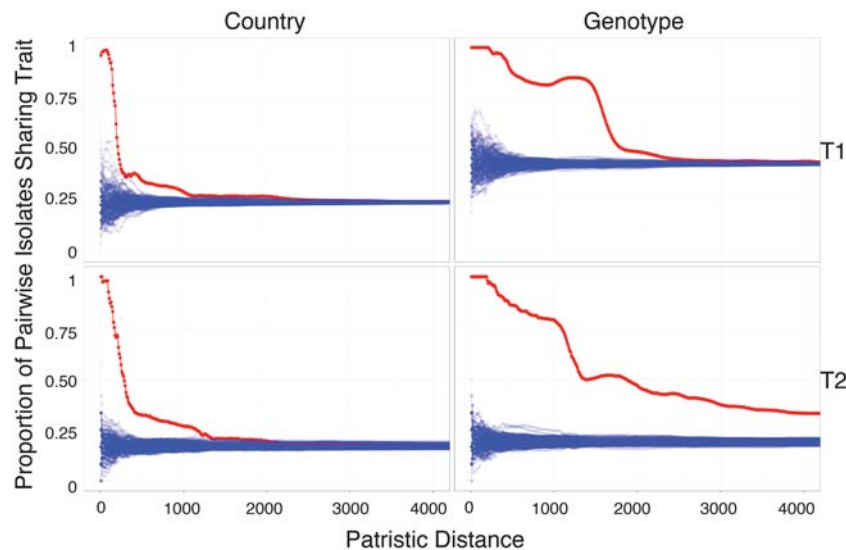 Country Genotype
Proportion of Pairwise Isolates Sharing Trait
1
0.75
0.50
0.25
0
T1
1
0.75
0.50
0.25
0
T2
0 1000 2000 3000 4000 0 1000 2000 3000 4000
Patristic Distance